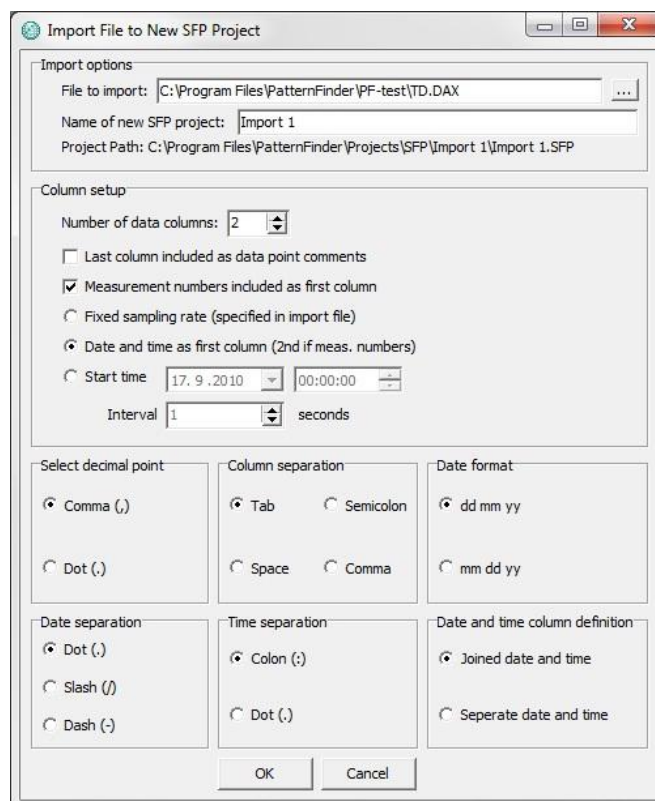 Import File to New SFP Project
Import options
File to import: C:\Program Files\PatternFinder\PF-test\TD.DAX ...
Name of new SFP project: Import 1
Project Path: C:\Program Files\PatternFinder\Projects\SFP\Import 1\Import 1.SFP
Column setup
Number of data columns: 2
Last column included as data point comments
Measurement numbers included as first column
Fixed sampling rate (specified in import file)
Date and time as first column (2nd if meas. numbers)
Start time 17. 9 .2010 00:00:00
Interval 1 seconds
Select decimal point
Comma (,)
Dot (.)
Column separation
Tab Semicolon
Space Comma
Date format
dd mm yy
mm dd yy
Date separation
Dot (.)
Slash (/)
Dash (-)
Time separation
Colon (:)
Dot (.)
Date and time column definition
Joined date and time
Seperate date and time
OK Cancel